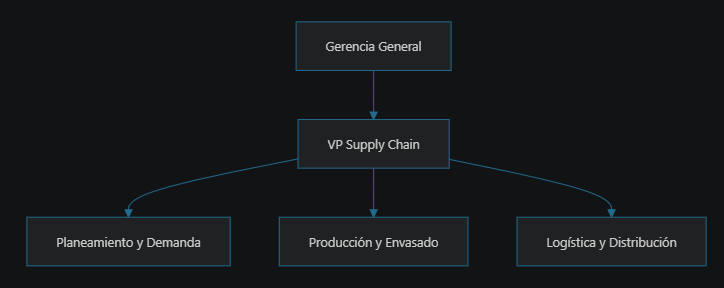 Gerencia General
VP Supply Chain
Planeamiento y Demanda
Producción y Envasado
Logística y Distribución